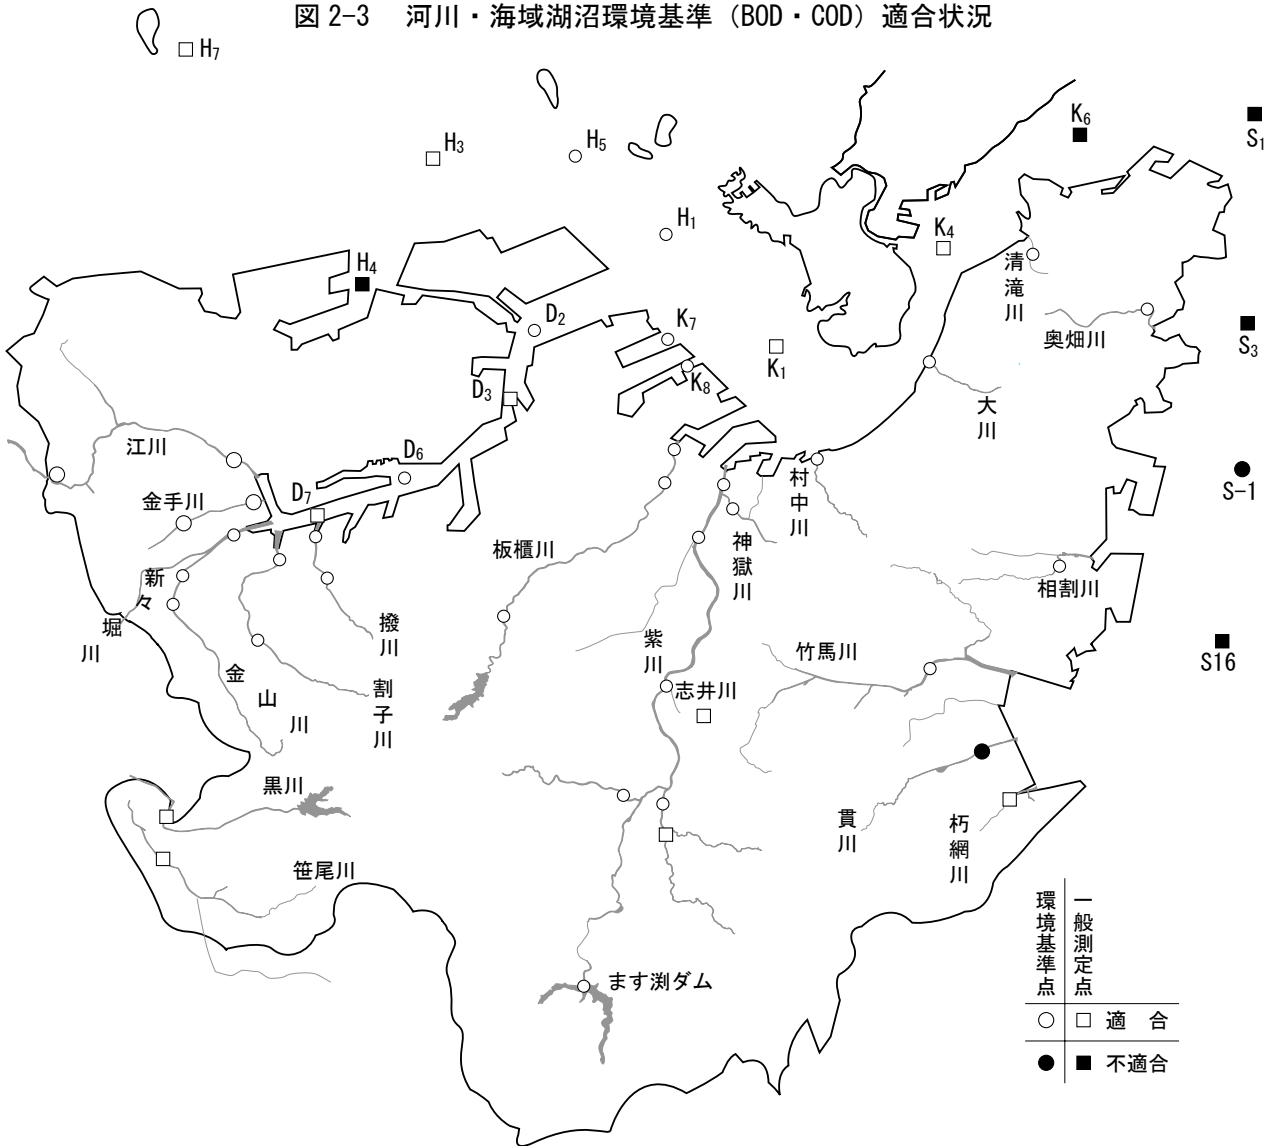 図 2-3 河川・海域湖沼環境基準（BOD・COD）適合状況
H7
H3
H5
K6
S1
H1
K4
H4
清滝川
D2
K7
奥畑川
S3
K1
K8
D3
大川
江川
D6
村中川
S-1
金手川
D7
板櫃川
神獄川
新々堀川
相割川
撥川
紫川
竹馬川
S16
金山川
割子川
志井川
黒川
貫川
朽網川
笹尾川
ます渕ダム
環境基準点
一般測定点
適 合
不適合